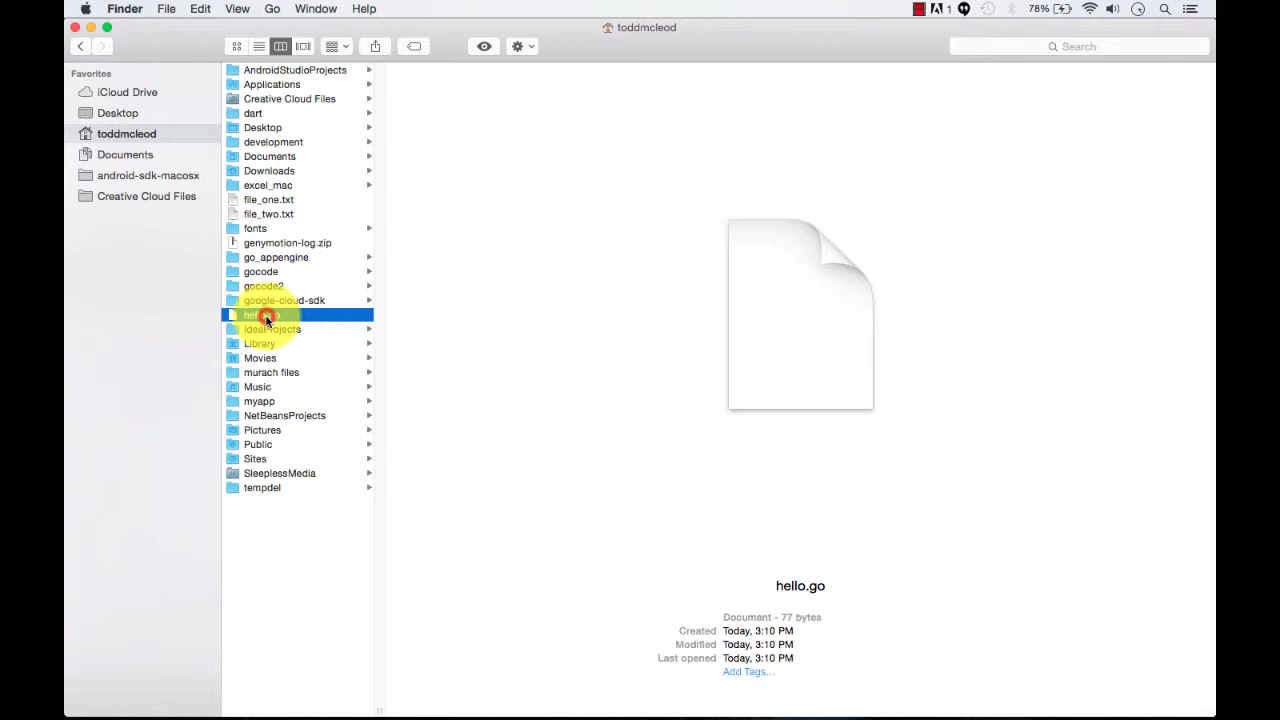 Finder File Edit View Go Window Help 1 78%
toddmcleod
Search
Favorites
iCloud Drive
Desktop
toddmcleod
Documents
android-sdk-macosx
Creative Cloud Files
AndroidStudioProjects
Applications
Creative Cloud Files
dart
Desktop
development
Documents
Downloads
excel_mac
file_one.txt
file_two.txt
fonts
genymotion-log.zip
go_appengine
gocode
gocode2
google-cloud-sdk
hello.go
IdeaProjects
Library
Movies
murach files
Music
myapp
NetBeansProjects
Pictures
Public
Sites
SleeplessMedia
tempdel
hello.go
Document - 77 bytes
Created Today, 3:10 PM
Modified Today, 3:10 PM
Last opened Today, 3:10 PM
Add Tags...